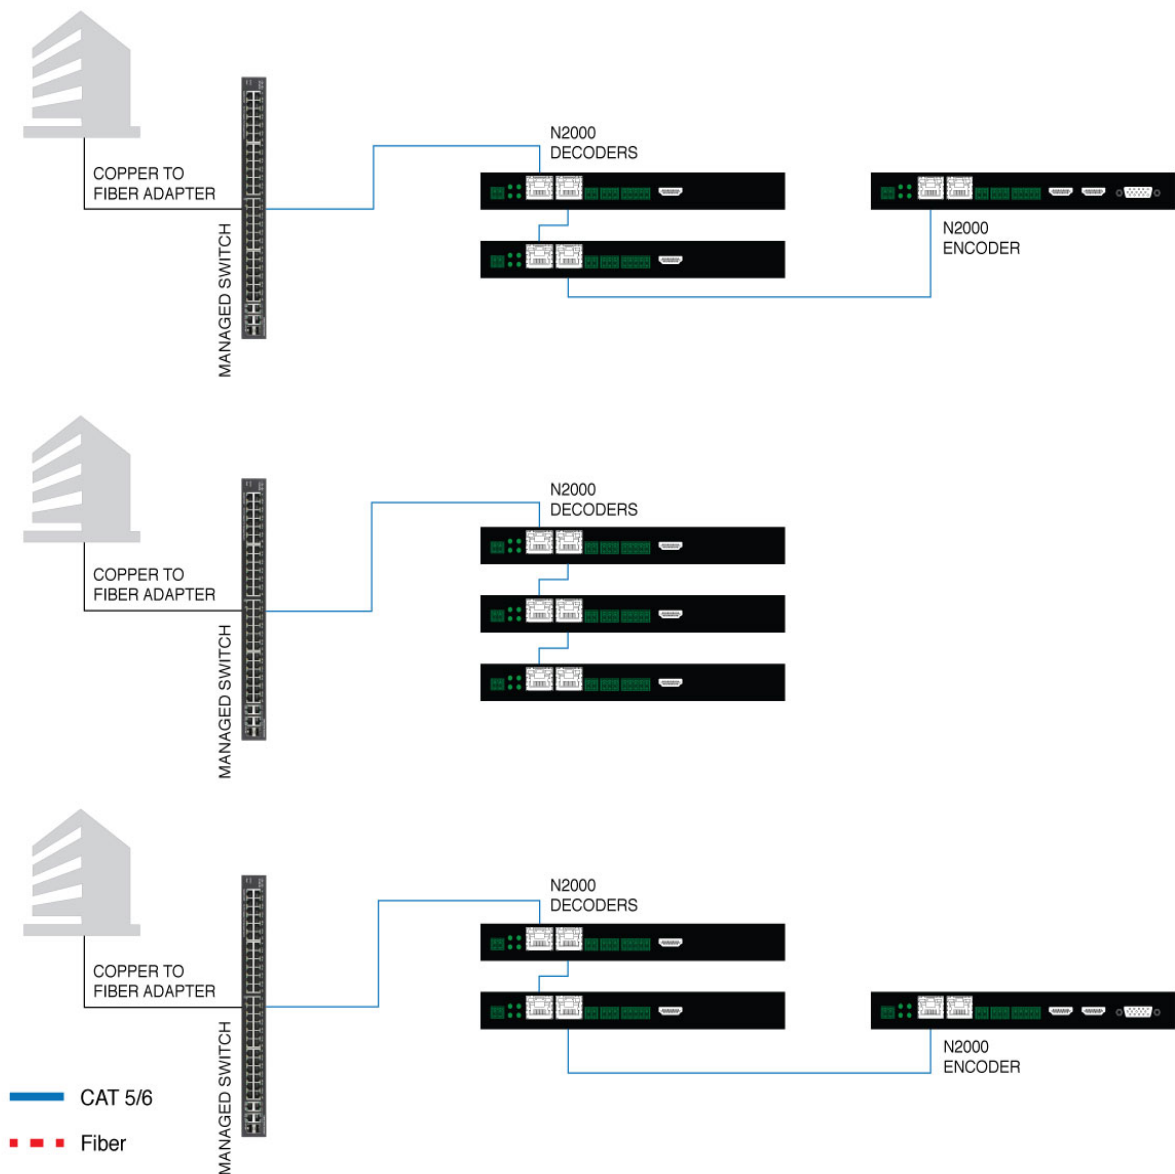 N2000
DECODERS
COPPER TO
FIBER ADAPTER
MANAGED SWITCH
N2000
ENCODER
N2000
DECODERS
COPPER TO
FIBER ADAPTER
MANAGED SWITCH
N2000
DECODERS
COPPER TO
FIBER ADAPTER
MANAGED SWITCH
N2000
ENCODER
CAT 5/6
Fiber